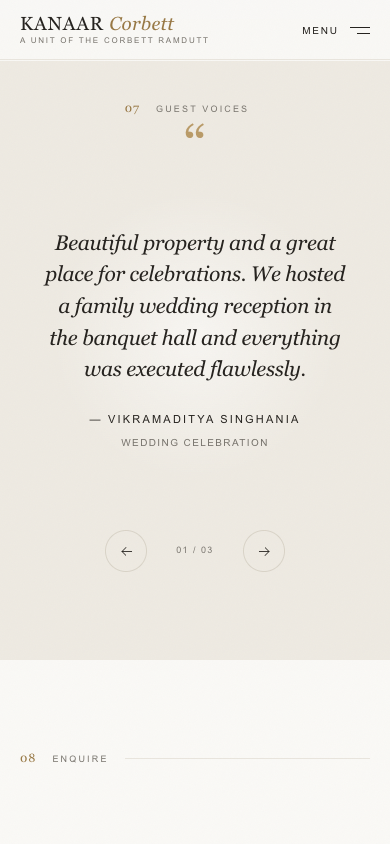 KANAAR Corbett
A UNIT OF THE CORBETT RAMDUTT
MENU
07 GUEST VOICES
“
Beautiful property and a great
place for celebrations. We hosted
a family wedding reception in
the banquet hall and everything
was executed flawlessly.
— VIKRAMADITYA SINGHANIA
WEDDING CELEBRATION
← 01 / 03 →
08 ENQUIRE